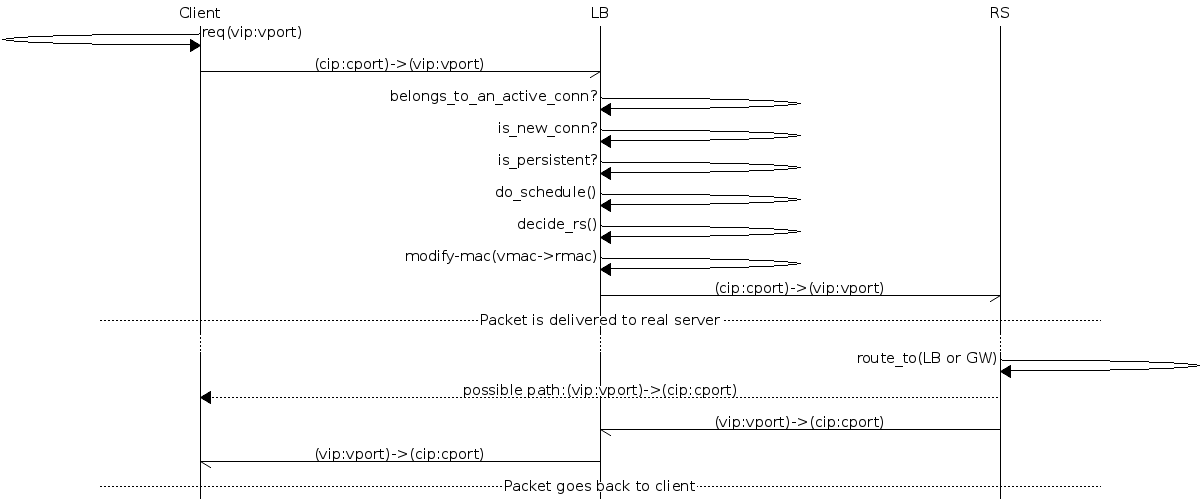 Client
LB
RS
req(vip:vport)
(cip:cport)->(vip:vport)
belongs_to_an_active_conn?
is_new_conn?
is_persistent?
do_schedule()
decide_rs()
modify-mac(vmac->rmac)
(cip:cport)->(vip:vport)
Packet is delivered to real server
route_to(LB or GW)
possible path:(vip:vport)->(cip:cport)
(vip:vport)->(cip:cport)
(vip:vport)->(cip:cport)
Packet goes back to client